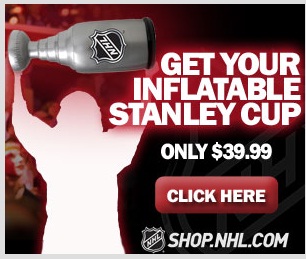 NHL
GET YOUR
INFLATABLE
STANLEY CUP
ONLY $39.99
CLICK HERE
NHL SHOP.NHL.COM